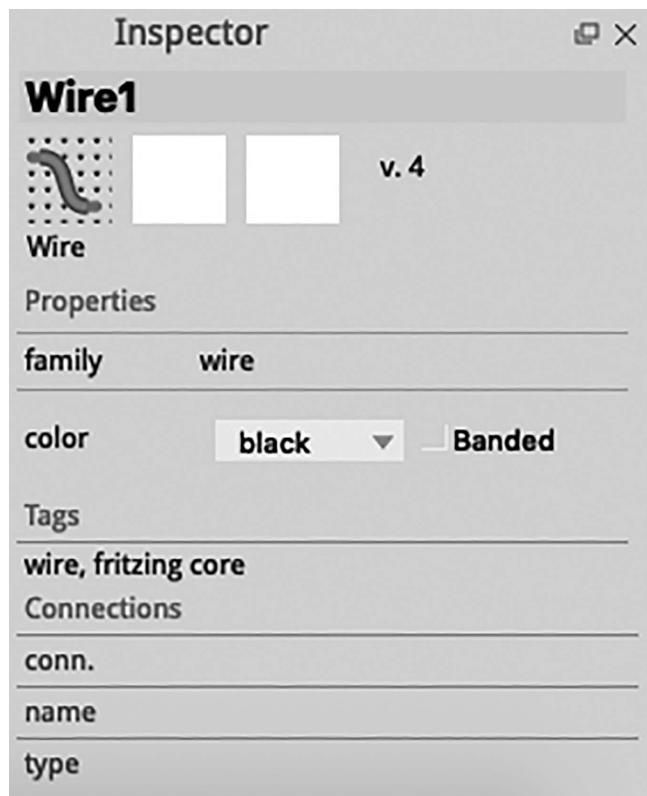 Inspector
Wire1
v. 4
Wire
Properties
family wire
color black Banded
Tags
wire, fritzing core
Connections
conn.
name
type